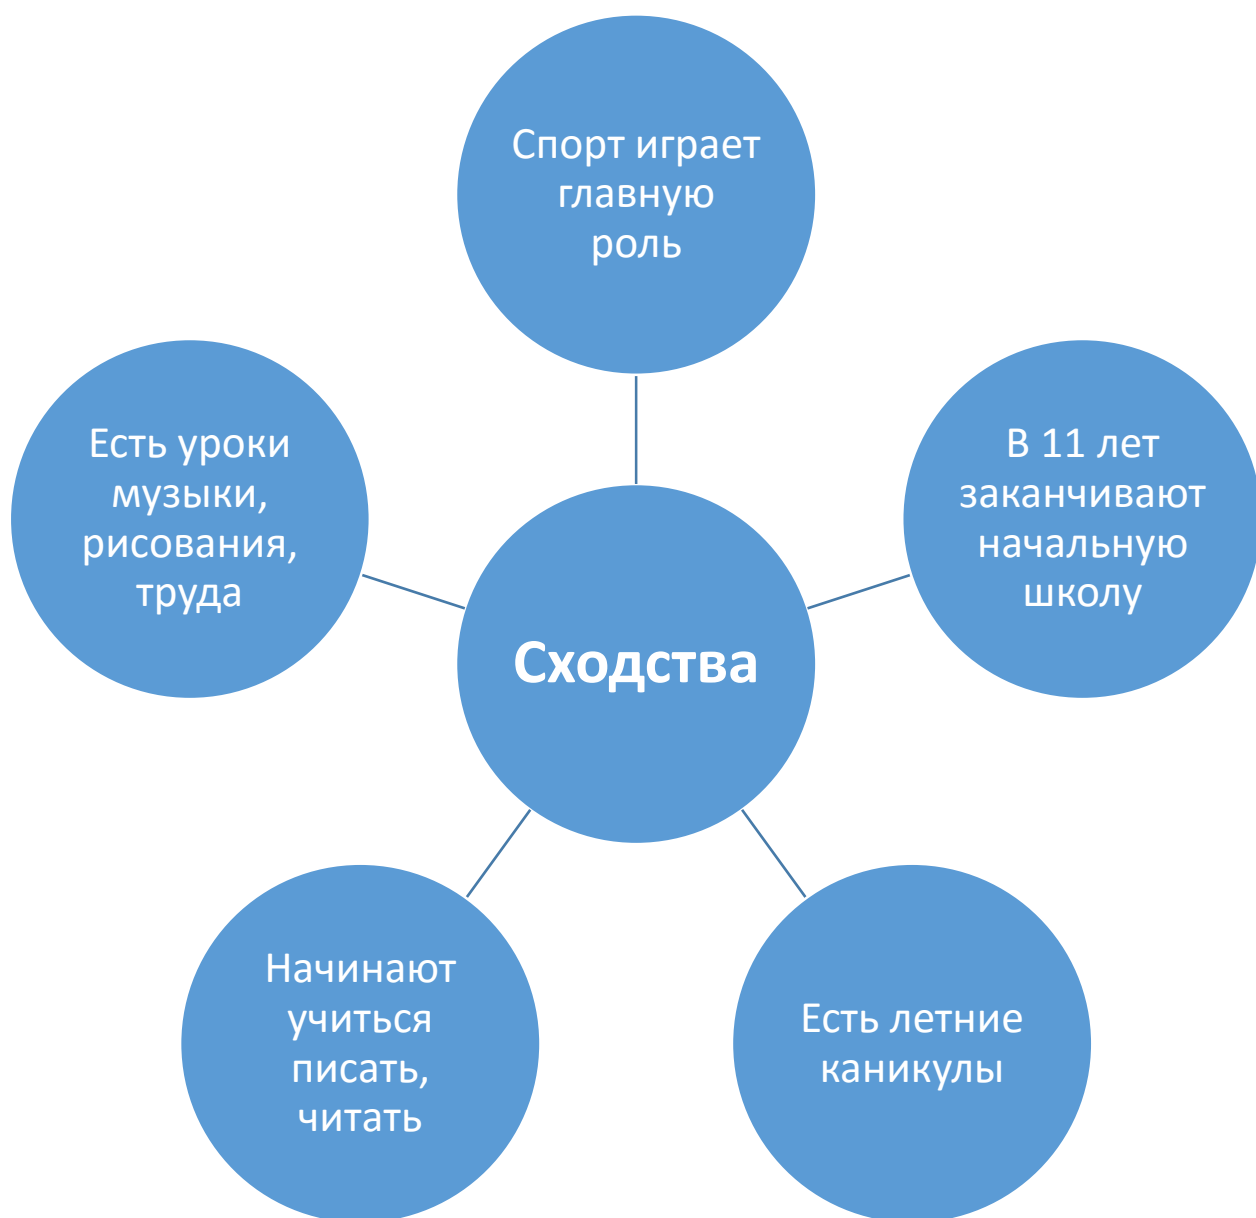 Спорт играет
главную
роль
Есть уроки
музыки,
рисования,
труда
В 11 лет
заканчивают
начальную
школу
Сходства
Начинают
учиться
писать,
читать
Есть летние
каникулы